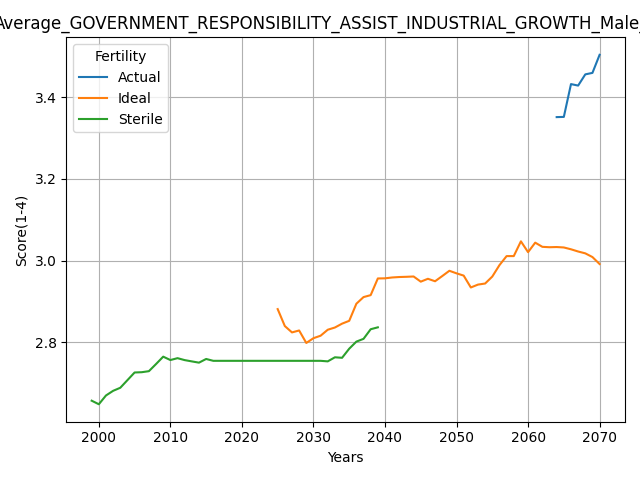 Average_GOVERNMENT_RESPONSIBILITY_ASSIST_INDUSTRIAL_GROWTH_Male_
Fertility
Actual
Ideal
Sterile
Score(1-4)
3.4
3.2
3.0
2.8
2000 2010 2020 2030 2040 2050 2060 2070
Years